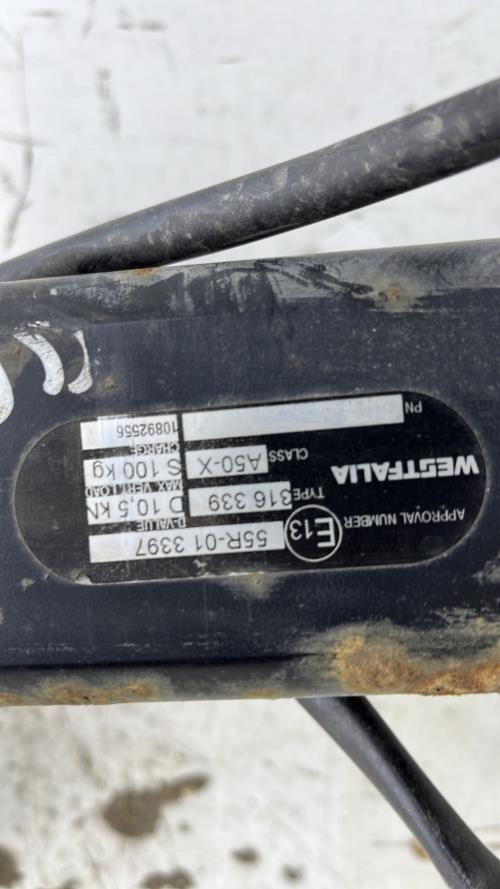 APPROVAL NUMBER E13 55R-01 3397
WESTFALIA
TYPE 316 339
D-VALUE D 10,5 kN
CLASS A50-X
MAX. VERT. LOAD S 100 kg
PN
CHARGE 10892556